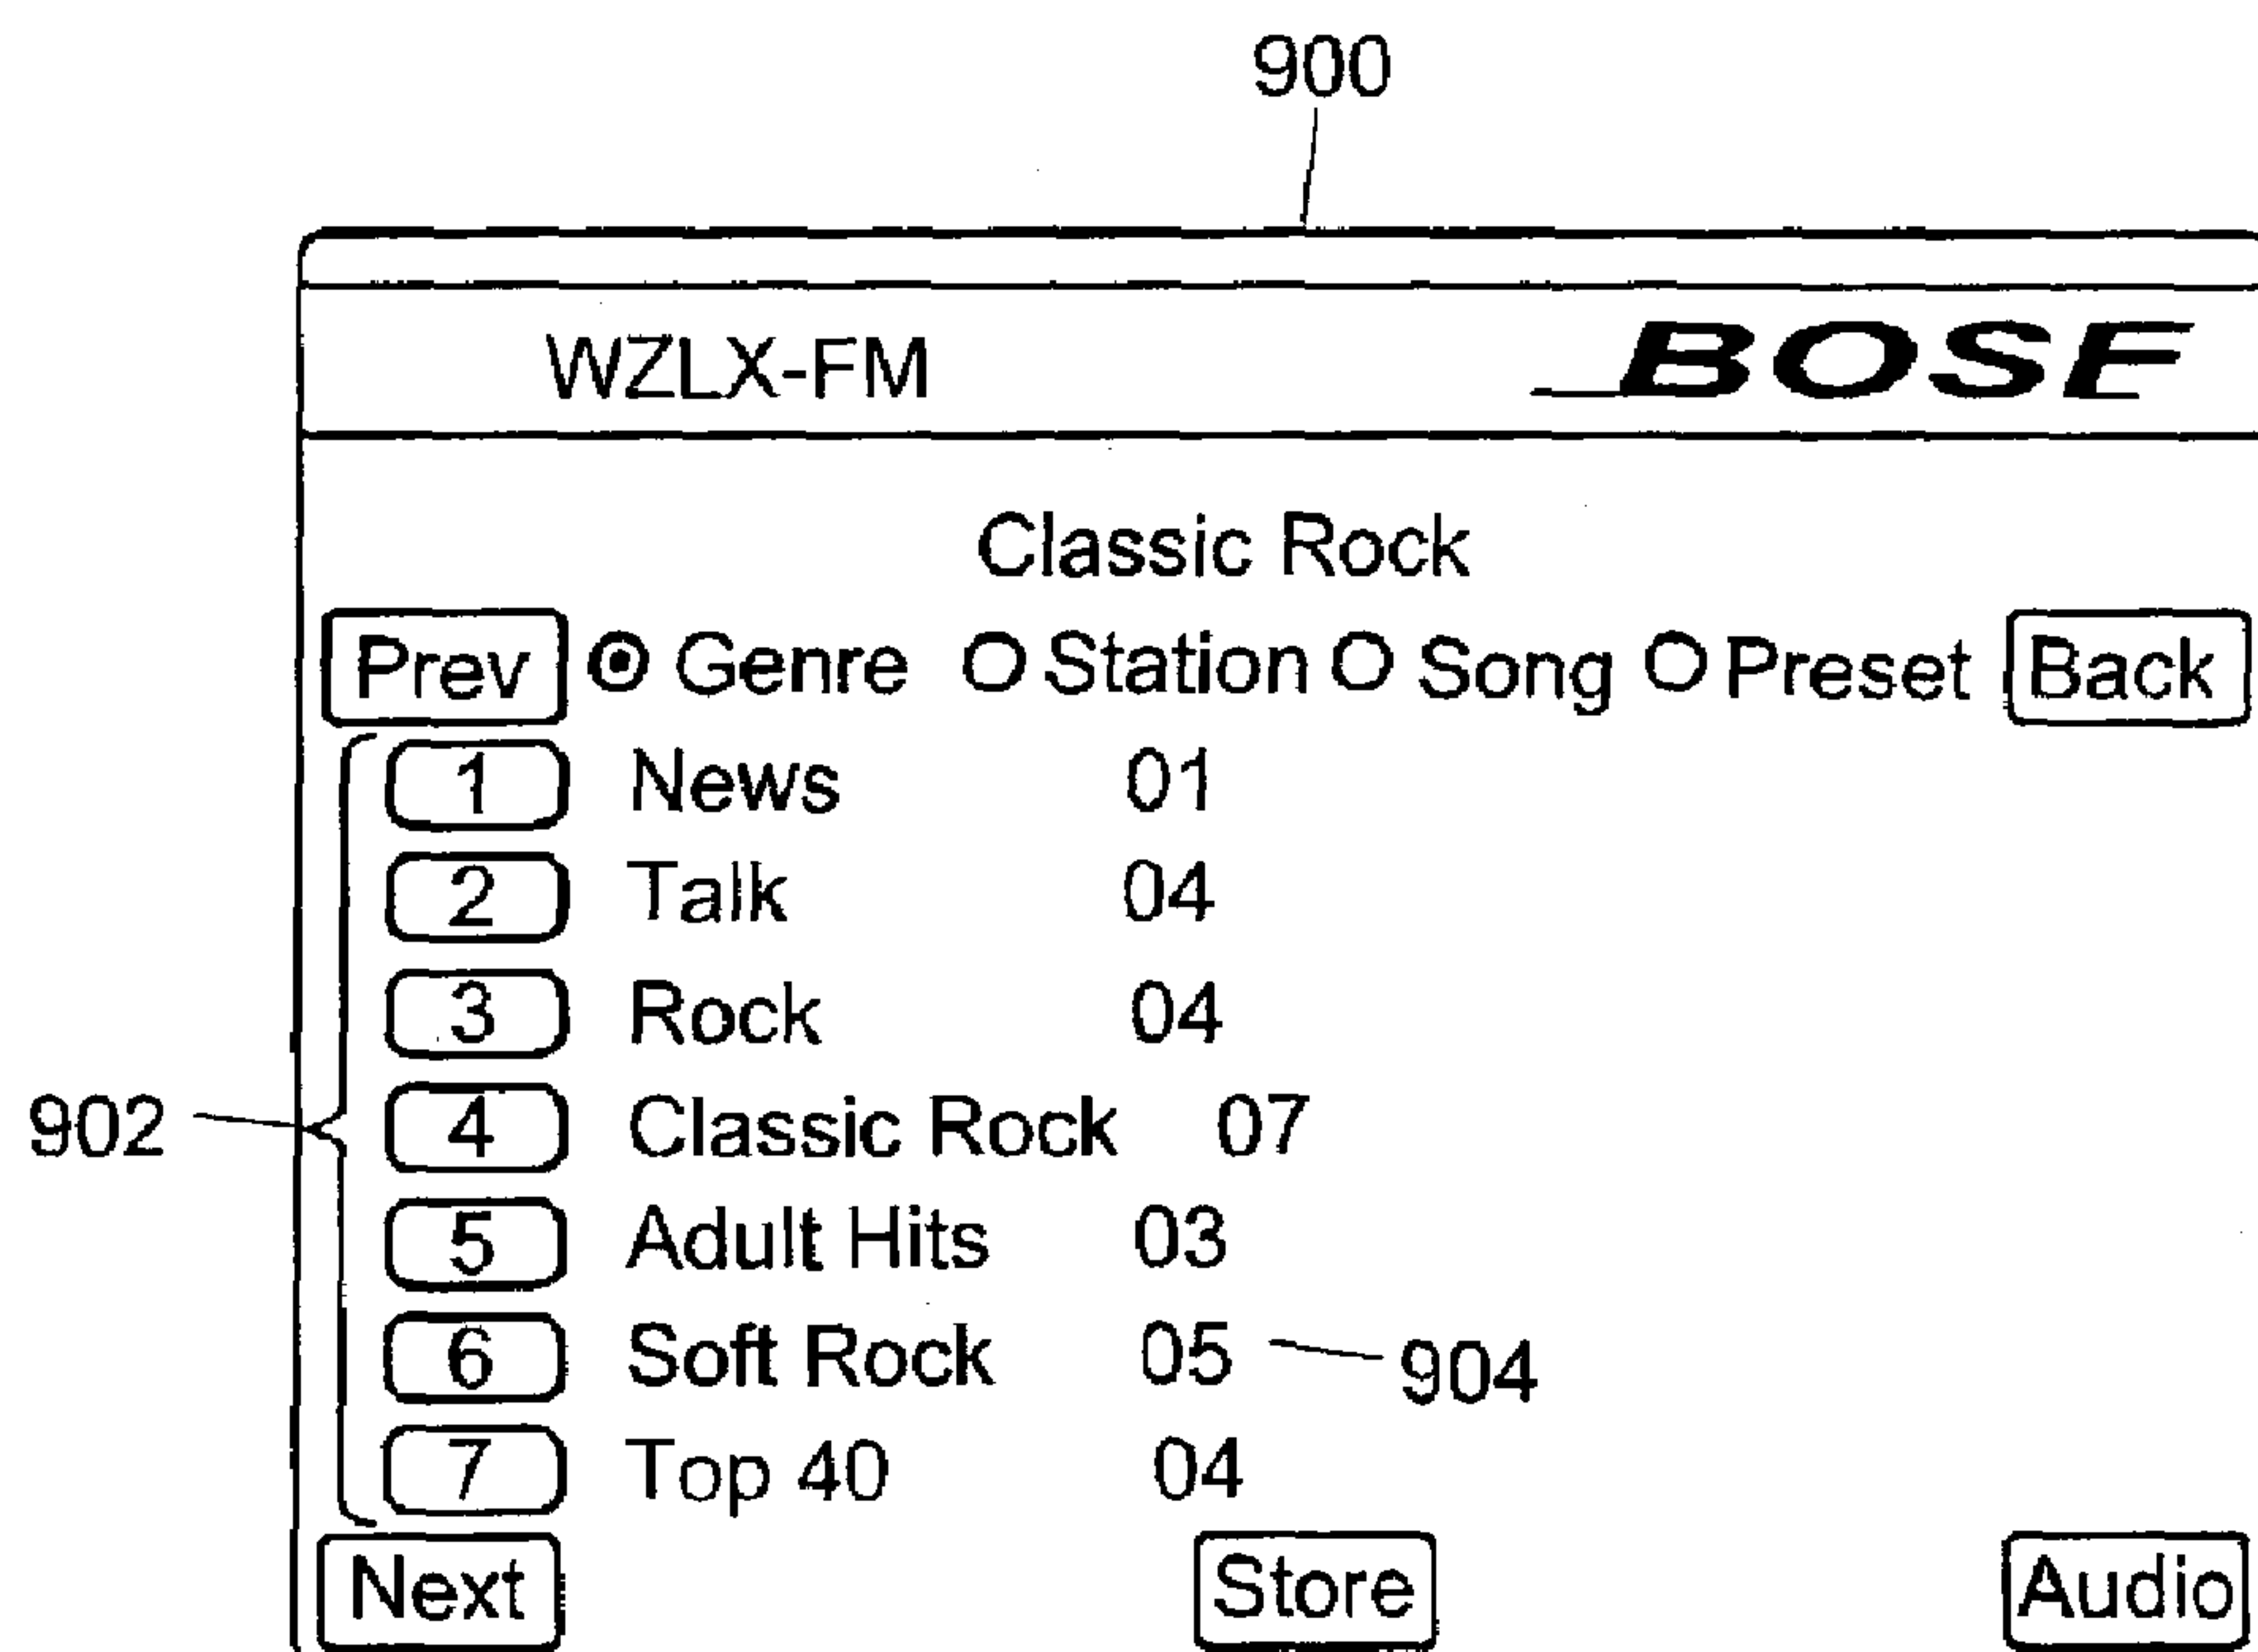 900
WZLX-FM BOSE
Classic Rock
Prev Genre Station Song Preset Back
1 News 01
2 Talk 04
3 Rock 04
902 4 Classic Rock 07
5 Adult Hits 03
6 Soft Rock 05 904
7 Top 40 04
Next Store Audio